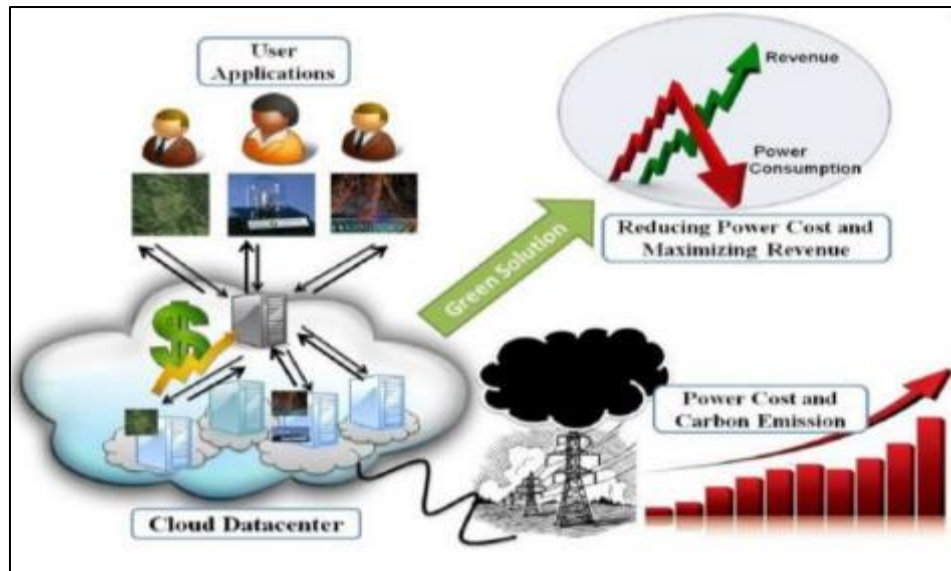 User
Applications
Revenue
Power
Consumption
Reducing Power Cost and
Maximizing Revenue
Green Solution
$
Power Cost and
Carbon Emission
Cloud Datacenter